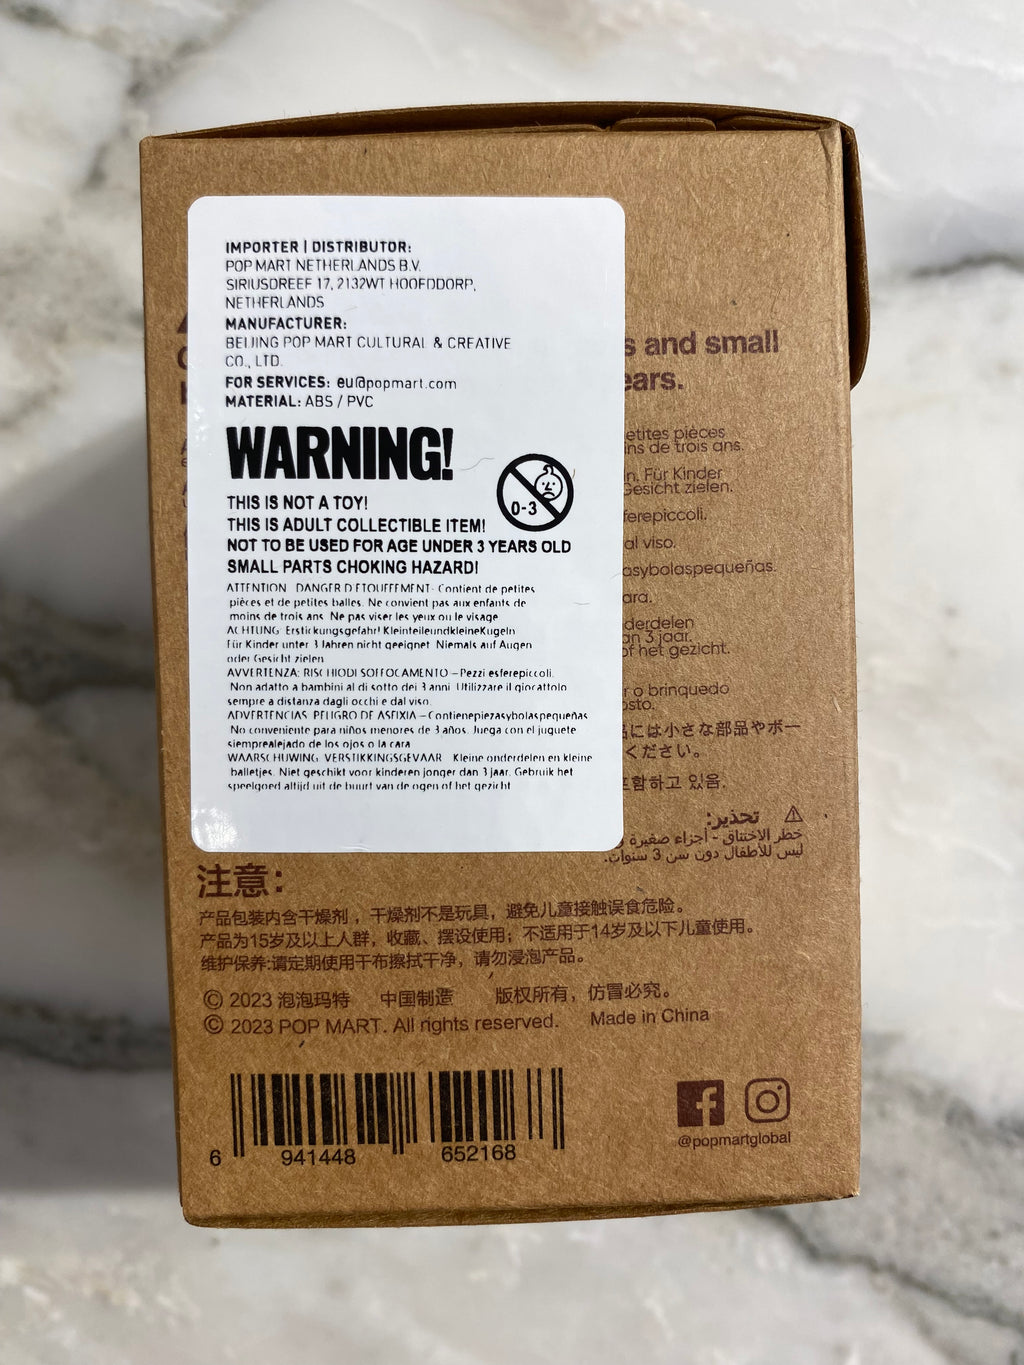 IMPORTER | DISTRIBUTOR:
POP MART NETHERLANDS B.V.
SIRIUSDREEF 17, 2132WT HOOFDDORP,
NETHERLANDS
MANUFACTURER:
BEIJING POP MART CULTURAL & CREATIVE
CO., LTD.
FOR SERVICES: eu@popmart.com
MATERIAL: ABS / PVC
WARNING!
0-3
THIS IS NOT A TOY!
THIS IS ADULT COLLECTIBLE ITEM!
NOT TO BE USED FOR AGE UNDER 3 YEARS OLD
SMALL PARTS CHOKING HAZARD!
ATTENTION DANGER D'ETOUFFEMENT- Contient de petites
pièces et de petites balles. Ne convient pas aux enfants de
moins de trois ans. Ne pas viser les yeux ou le visage
ACHTUNG Erstickungsgefahr! KleinteileundkleineKugeln
Für Kinder unter 3 Jahren nicht geeignet Niemals auf Augen
oder Gesicht zielen
AVVERTENZA: RISCHIODI SOFFOCAMENTO –Pezzi esferepiccoli.
Non adatto a bambini al di sotto dei 3 anni. Utilizzare il giocattolo
sempre a distanza dagli occhi e dal viso.
ADVERTENCIAS PELIGRO DE ASFIXIA –Contienepiezasybolaspequeñas
No conveniente para niños menores de 3 años. Juega con el juguete
siemprealejado de los ojos o la cara
WAARSCHUWING. VERSTIKKINGSGEVAAR Kleine onderdelen en kleine
balletjes. Niet geschikt voor kinderen jonger dan 3 jaar. Gebruik het
speelgoed altijd uit de buurt van de ogen of het gezicht
s and small
ears.
etites pièces
ins de trois ans.
n. Für Kinder
Gesicht zielen.
ferepiccoli.
al viso.
asybolaspequeñas.
ara.
derdelen
an 3 jaar.
of het gezicht.
r o brinquedo
osto.
品には小さな部品やボー
ください。
포함하고 있음.
⚠ تحذير:
خطر الاختناق - أجزاء صغيرة
ليس للأطفال دون سن 3 سنوات.
注意：
产品包装内含干燥剂，干燥剂不是玩具，避免儿童接触误食危险。
产品为15岁及以上人群，收藏、摆设使用；不适用于14岁及以下儿童使用。
维护保养:请定期使用干布擦拭干净，请勿浸泡产品。
© 2023 泡泡玛特 中国制造 版权所有，仿冒必究。
© 2023 POP MART. All rights reserved. Made in China
6 941448 652168
@popmartglobal